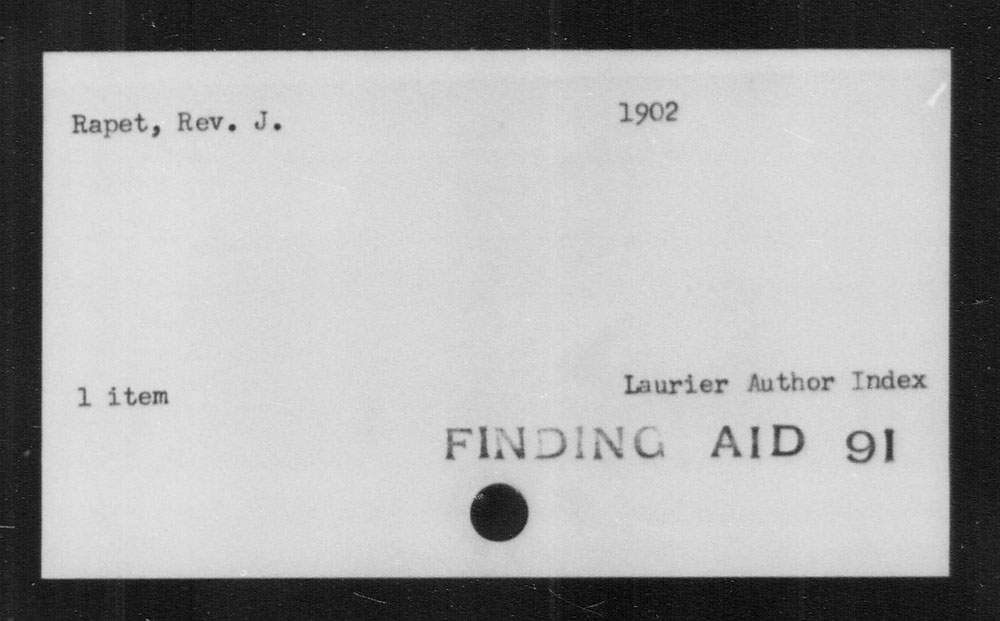 Rapet, Rev. J. 1902
1 item Laurier Author Index
FINDING AID 91